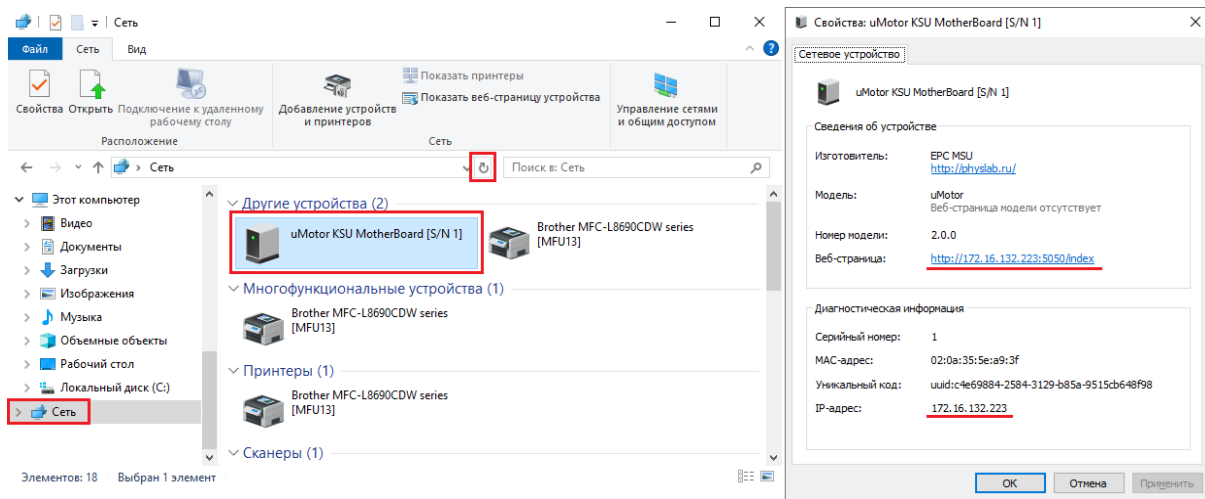 Сеть
Файл
Сеть
Вид
Свойства
Открыть
Подключение к удаленному
рабочему столу
Добавление устройств
и принтеров
Показать принтеры
Показать веб-страницу устройства
Управление сетями
и общим доступом
Расположение
Сеть
Сеть
Поиск в: Сеть
Этот компьютер
Видео
Документы
Загрузки
Изображения
Музыка
Объемные объекты
Рабочий стол
Локальный диск (C:)
Сеть
Другие устройства (2)
uMotor KSU MotherBoard [S/N 1]
Brother MFC-L8690CDW series
[MFU13]
Многофункциональные устройства (1)
Brother MFC-L8690CDW series
[MFU13]
Принтеры (1)
Brother MFC-L8690CDW series
[MFU13]
Сканеры (1)
Элементов: 18
Выбран 1 элемент
Свойства: uMotor KSU MotherBoard [S/N 1]
Сетевое устройство
uMotor KSU MotherBoard [S/N 1]
Сведения об устройстве
Изготовитель: EPC MSU
http://physlab.ru/
Модель: uMotor
Веб-страница модели отсутствует
Номер модели: 2.0.0
Веб-страница: http://172.16.132.223:5050/index
Диагностическая информация
Серийный номер: 1
MAC-адрес: 02:0a:35:5e:a9:3f
Уникальный код: uuid:c4e69884-2584-3129-b85a-9515cb648f98
IP-адрес: 172.16.132.223
ОК
Отмена
Применить